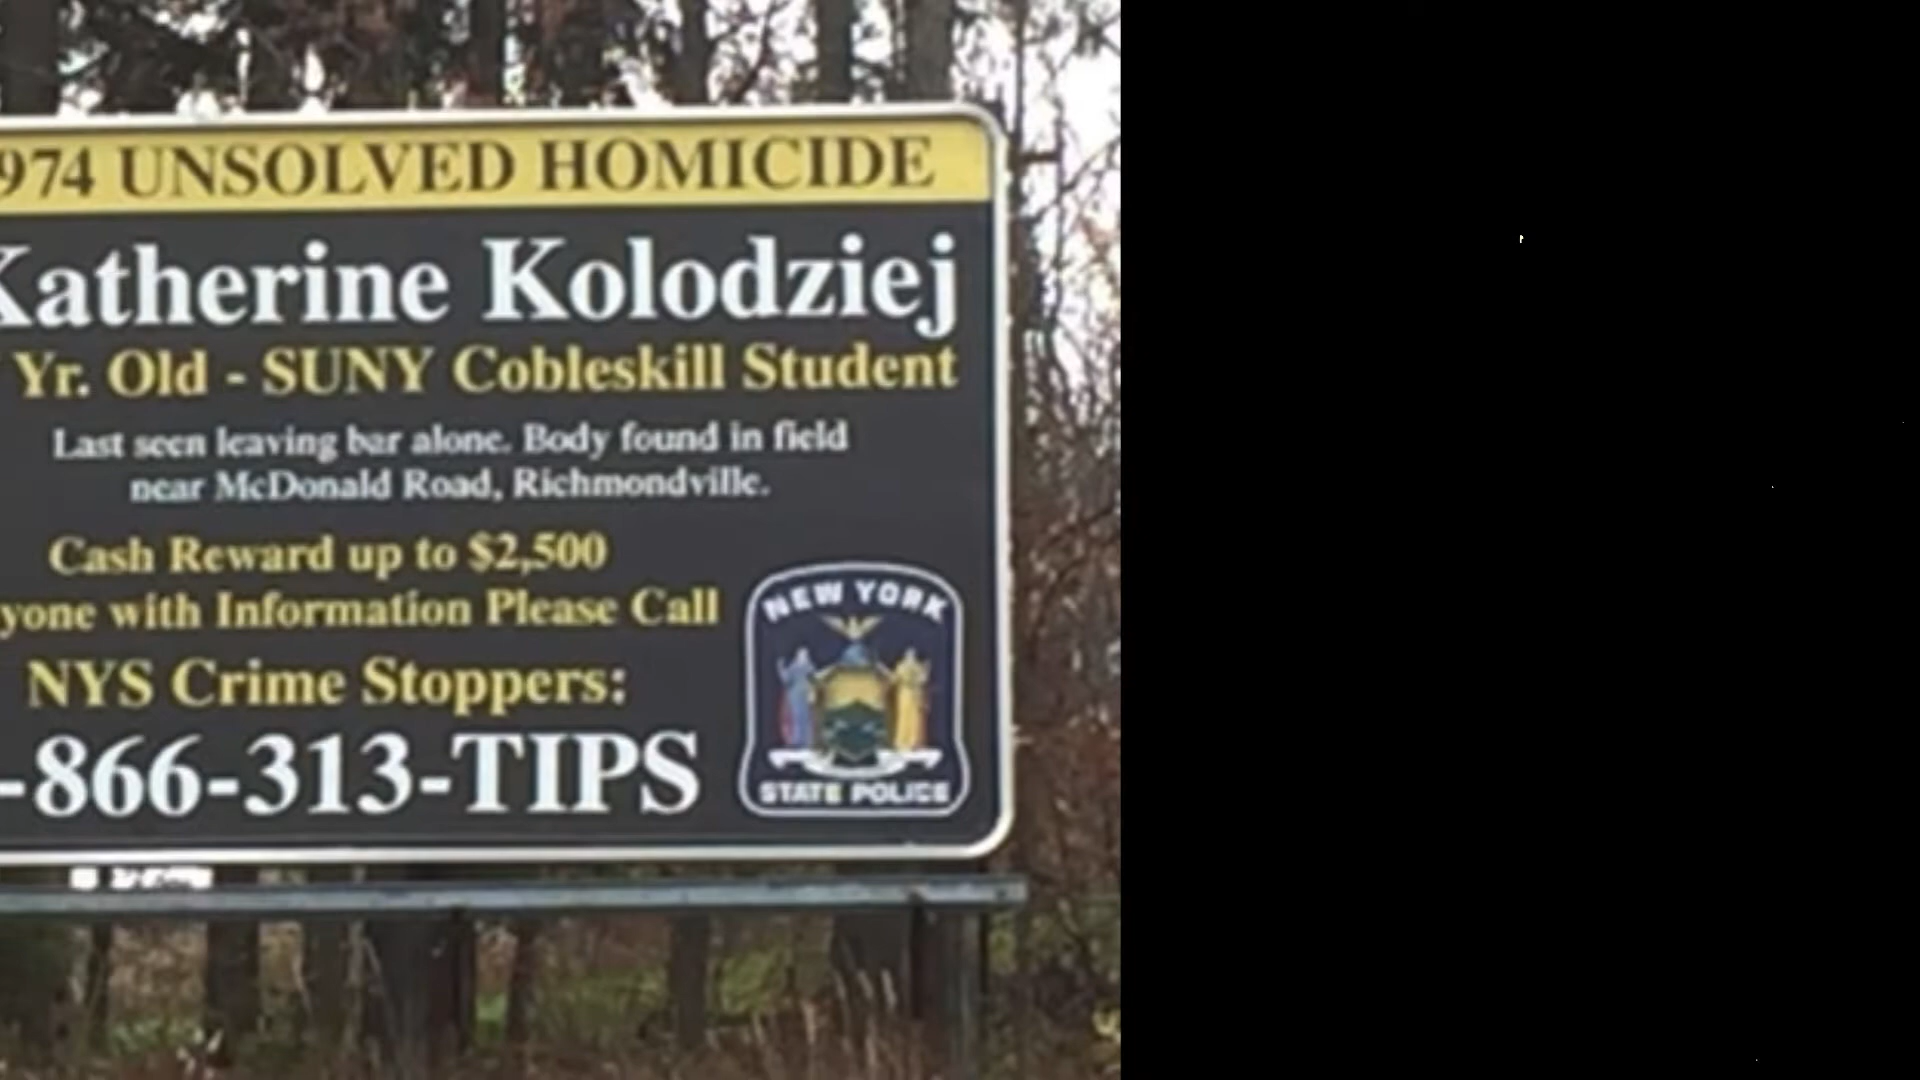 974 UNSOLVED HOMICIDE
Katherine Kolodziej
Yr. Old - SUNY Cobleskill Student
Last seen leaving bar alone. Body found in field
near McDonald Road, Richmondville.
Cash Reward up to $2,500
yone with Information Please Call
NYS Crime Stoppers:
-866-313-TIPS
NEW YORK
STATE POLICE